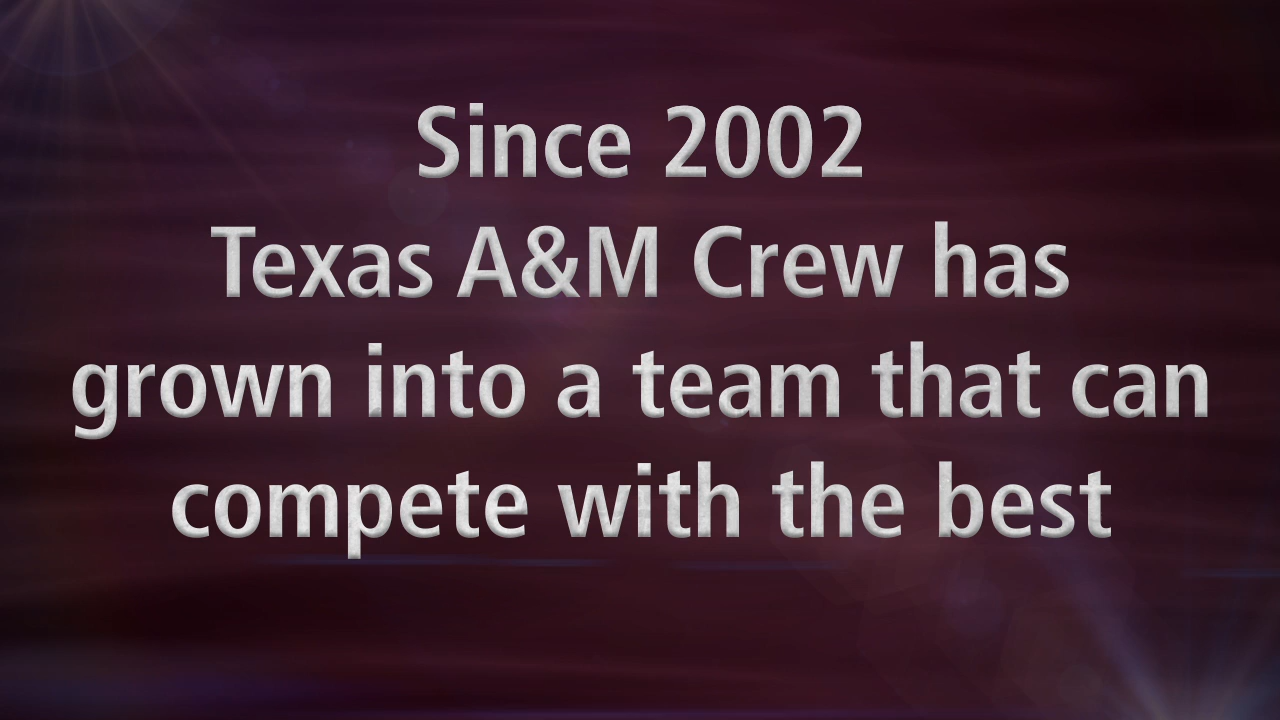 Since 2002
Texas A&M Crew has
grown into a team that can
compete with the best